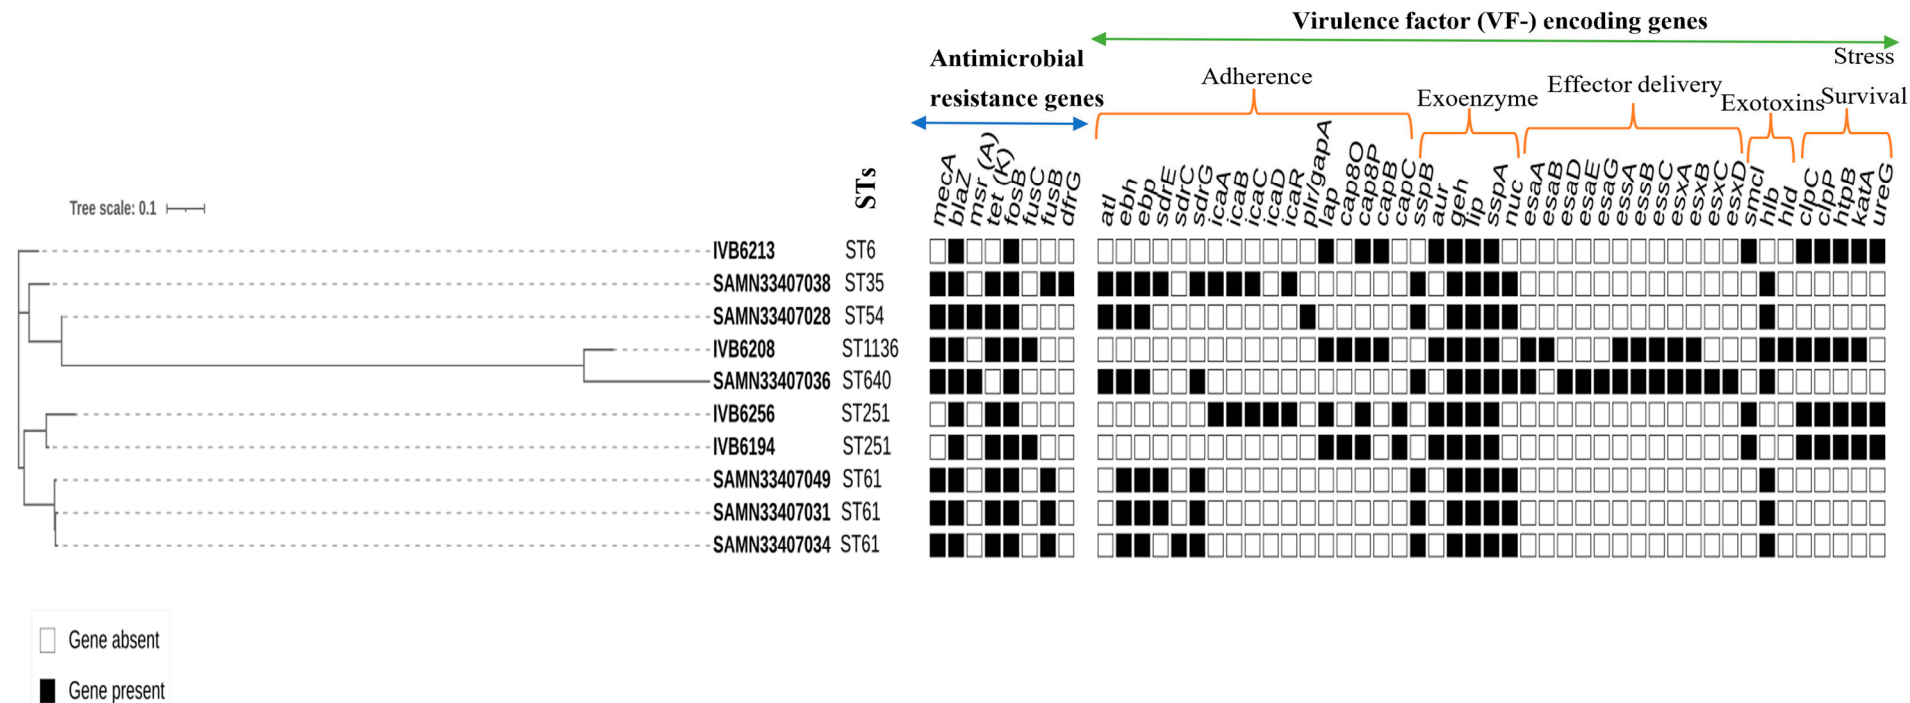 Virulence factor (VF-) encoding genes
Antimicrobial
resistance genes
Adherence
Exoenzyme
Effector delivery
Exotoxins
Stress
Survival
STs
mecA
blaZ
msr (A)
tet (K)
fosB
fusC
fusB
dfrG
atl
ebh
ebp
sdrE
sdrC
sdrG
icaA
icaB
icaC
icaD
icaR
plr/gapA
lap
cap8O
cap8P
capB
capC
sspB
aur
geh
lip
sspA
nuc
esaA
esaB
esaD
esaE
esaG
essA
essB
essC
esxA
esxB
esxC
esxD
smcl
hlb
hld
clpC
clpP
htpB
katA
ureG
Tree scale: 0.1
IVB6213 ST6
SAMN33407038 ST35
SAMN33407028 ST54
IVB6208 ST1136
SAMN33407036 ST640
IVB6256 ST251
IVB6194 ST251
SAMN33407049 ST61
SAMN33407031 ST61
SAMN33407034 ST61
Gene absent
Gene present